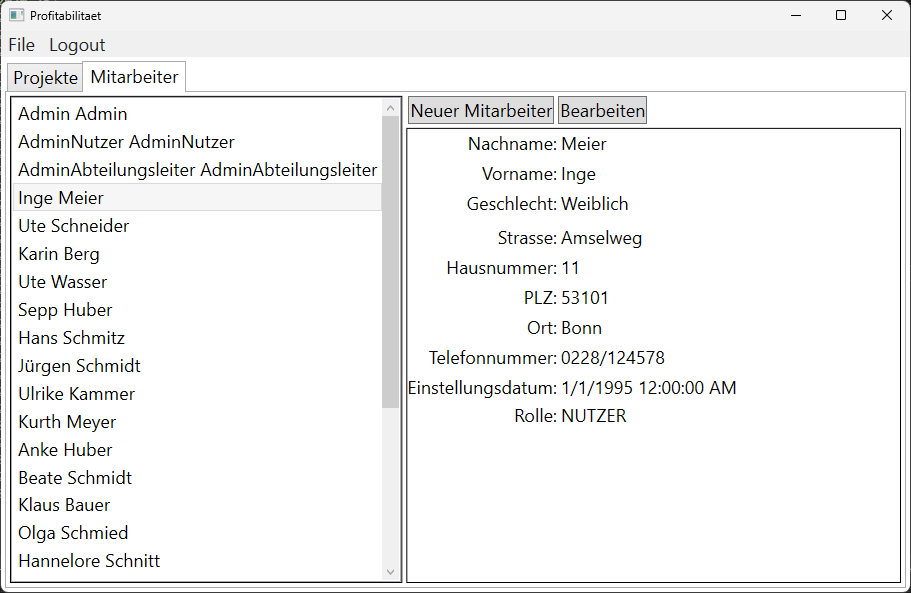 Profitabilitaet
File Logout
Projekte Mitarbeiter
Admin Admin
AdminNutzer AdminNutzer
AdminAbteilungsleiter AdminAbteilungsleiter
Inge Meier
Ute Schneider
Karin Berg
Ute Wasser
Sepp Huber
Hans Schmitz
Jürgen Schmidt
Ulrike Kammer
Kurth Meyer
Anke Huber
Beate Schmidt
Klaus Bauer
Olga Schmied
Hannelore Schnitt
Neuer Mitarbeiter Bearbeiten
Nachname: Meier
Vorname: Inge
Geschlecht: Weiblich
Strasse: Amselweg
Hausnummer: 11
PLZ: 53101
Ort: Bonn
Telefonnummer: 0228/124578
Einstellungsdatum: 1/1/1995 12:00:00 AM
Rolle: NUTZER